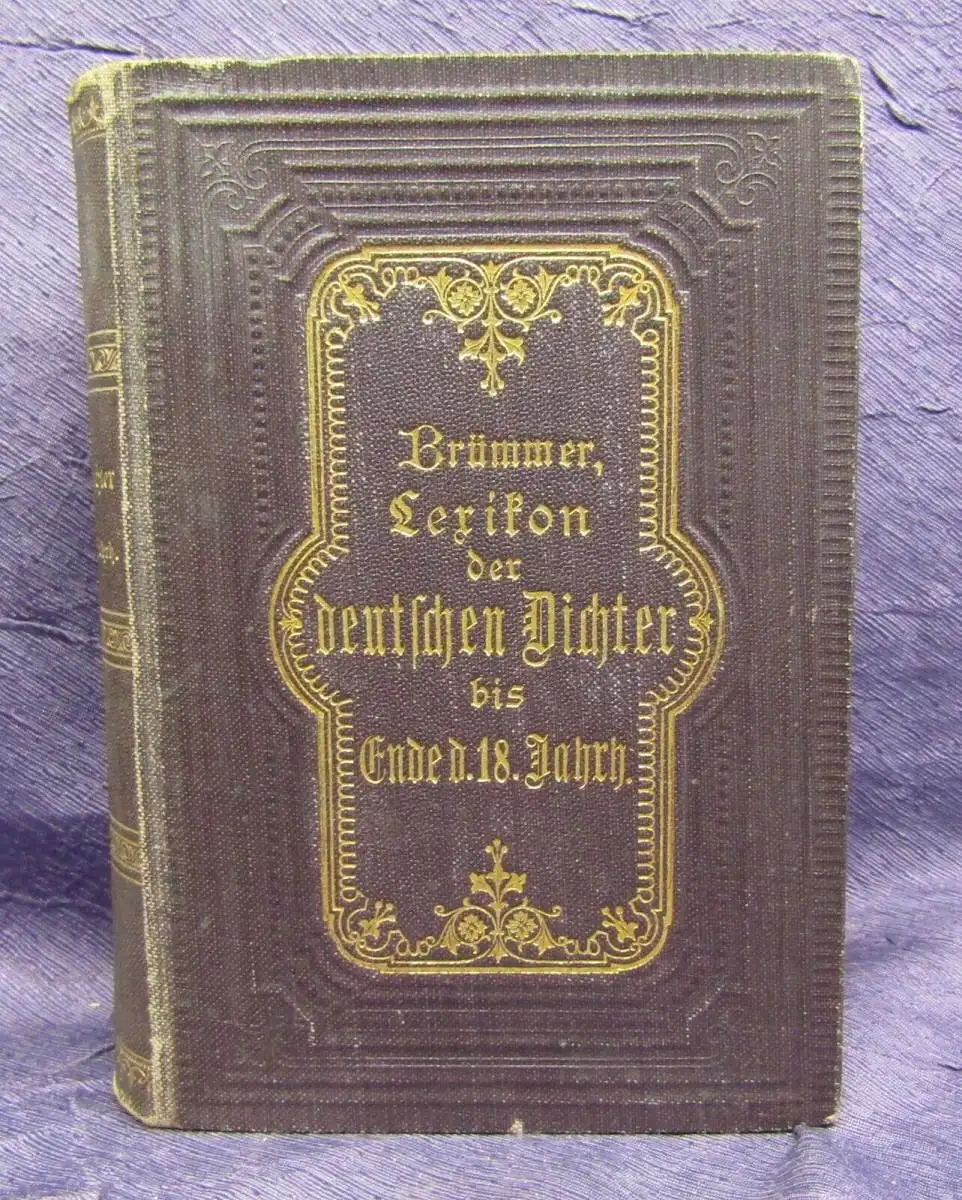 Brümmer,
Lexikon
der
deutschen Dichter
bis
Ende d. 18. Jahrh.